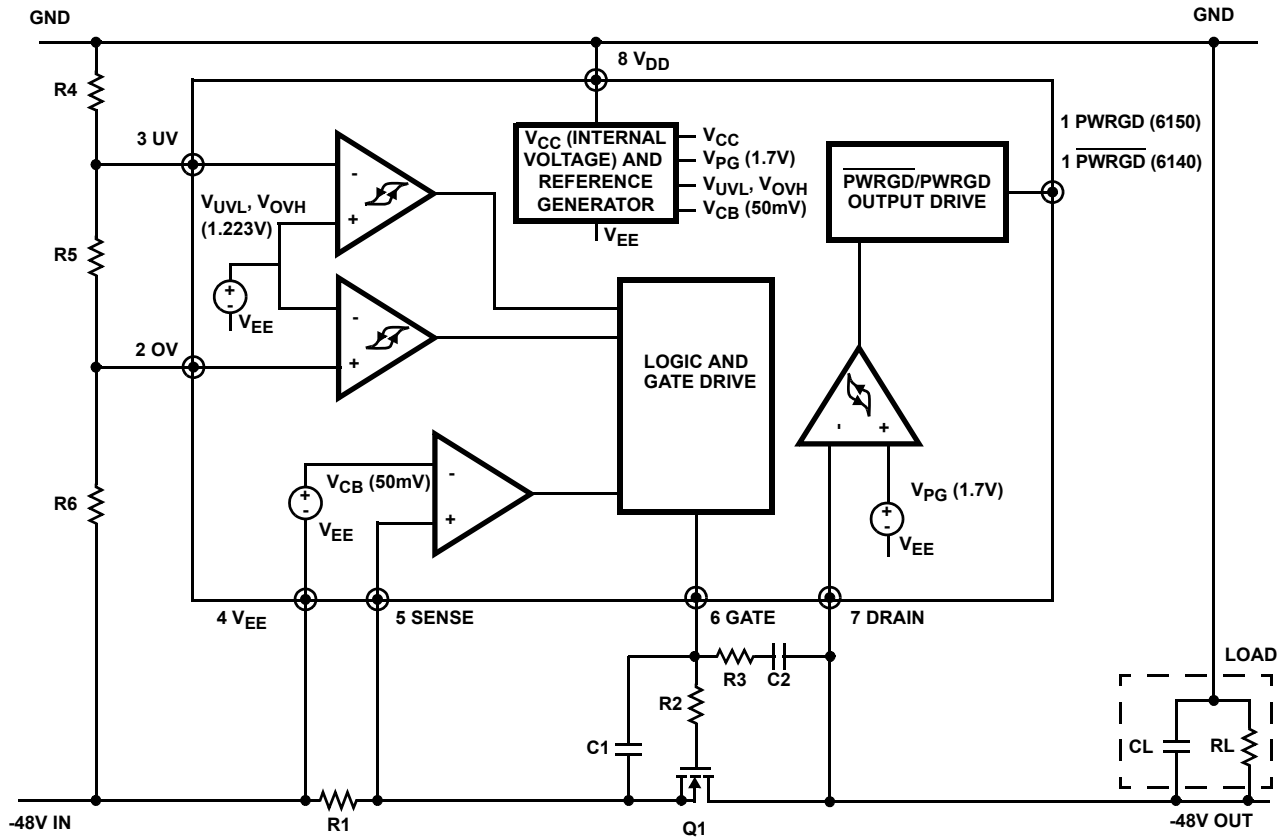 GND
GND
8 VDD
R4
3 UV
1 PWRGD (6150)
1 PWRGD (6140)
VCC (INTERNAL
VOLTAGE) AND
REFERENCE
GENERATOR
VCC
VPG (1.7V)
VUVL, VOVH
VCB (50mV)
VEE
PWRGD/PWRGD
OUTPUT DRIVE
-
+
VUVL, VOVH
(1.223V)
R5
+
-
VEE
-
+
2 OV
LOGIC AND
GATE DRIVE
-
+
VCB (50mV)
-
+
R6
+
-
VEE
VPG (1.7V)
+
-
VEE
4 VEE
5 SENSE
6 GATE
7 DRAIN
R3
C2
LOAD
R2
C1
CL
RL
-48V IN
R1
Q1
-48V OUT